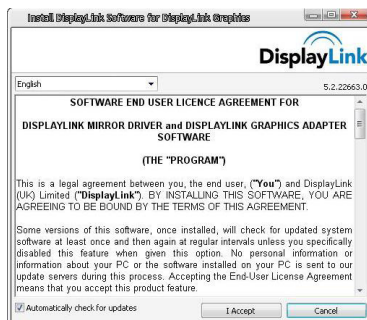 Install DisplayLink Software for DisplayLink Graphics
DisplayLink
English
5.2.22663.0
SOFTWARE END USER LICENCE AGREEMENT FOR
DISPLAYLINK MIRROR DRIVER and DISPLAYLINK GRAPHICS ADAPTER
SOFTWARE
(THE "PROGRAM")
This is a legal agreement between you, the end user, ("You") and DisplayLink
(UK) Limited ("DisplayLink"). BY INSTALLING THIS SOFTWARE, YOU ARE
AGREEING TO BE BOUND BY THE TERMS OF THIS AGREEMENT.
Some versions of this software, once installed, will check for updated system
software at least once and then again at regular intervals unless you specifically
disabled this feature when given this option. No personal information or
information about your PC or the software installed on your PC is sent to our
update servers during this process. Accepting the End-User License Agreement
means that you accept this product feature.
Automatically check for updates
I Accept
Cancel